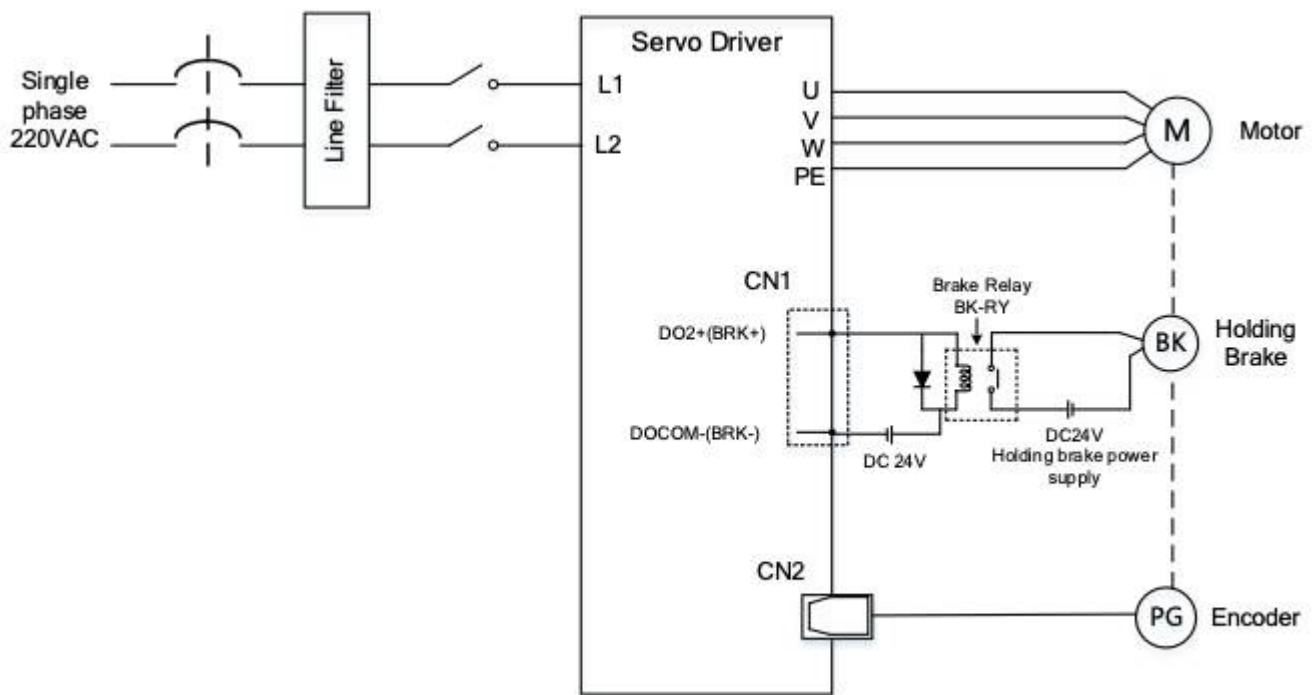 Servo Driver
Single
phase
220VAC
Line Filter
L1
L2
U
V
W
PE
M
Motor
CN1
Brake Relay
BK-RY
DO2+(BRK+)
BK
Holding
Brake
DOCOM-(BRK-)
DC 24V
DC24V
Holding brake power
supply
CN2
PG
Encoder